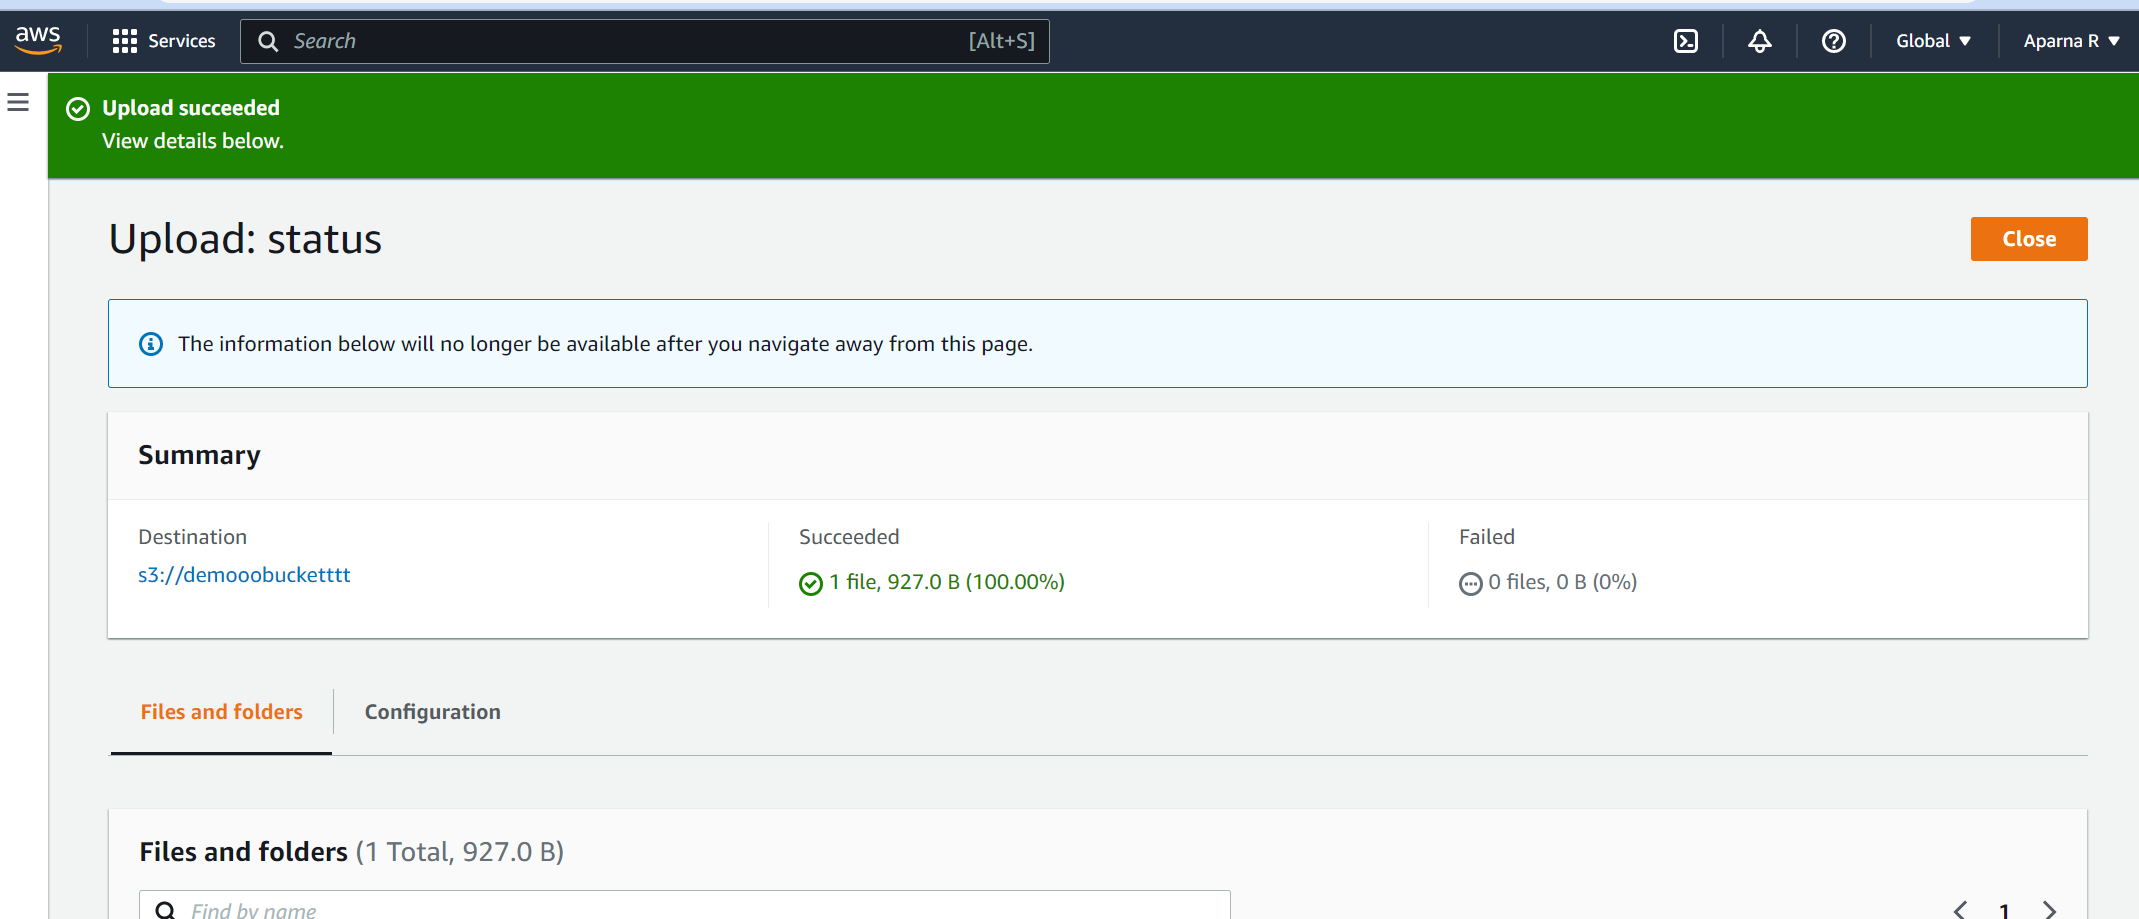 aws Services Search [Alt+S] Global Aparna R
Upload succeeded
View details below.
Upload: status
Close
The information below will no longer be available after you navigate away from this page.
Summary
Destination Succeeded Failed
s3://demooobucketttt 1 file, 927.0 B (100.00%) 0 files, 0 B (0%)
Files and folders Configuration
Files and folders (1 Total, 927.0 B)
Find by name 1